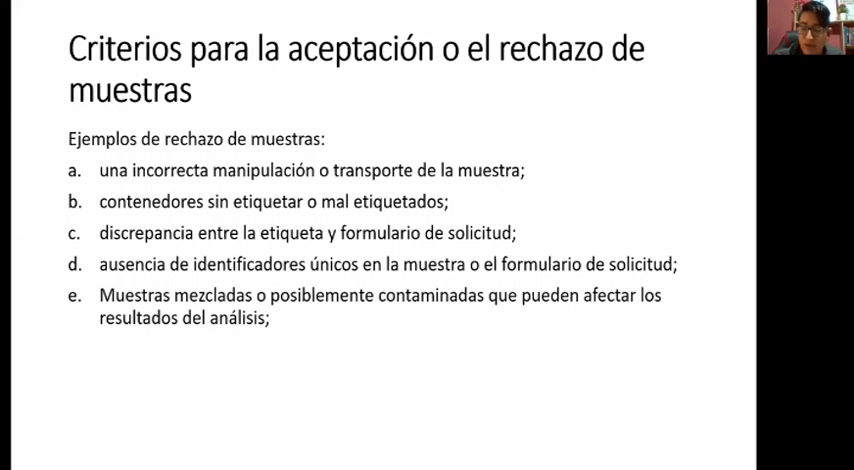 Criterios para la aceptación o el rechazo de
muestras
Ejemplos de rechazo de muestras:
a. una incorrecta manipulación o transporte de la muestra;
b. contenedores sin etiquetar o mal etiquetados;
c. discrepancia entre la etiqueta y formulario de solicitud;
d. ausencia de identificadores únicos en la muestra o el formulario de solicitud;
e. Muestras mezcladas o posiblemente contaminadas que pueden afectar los
resultados del análisis;